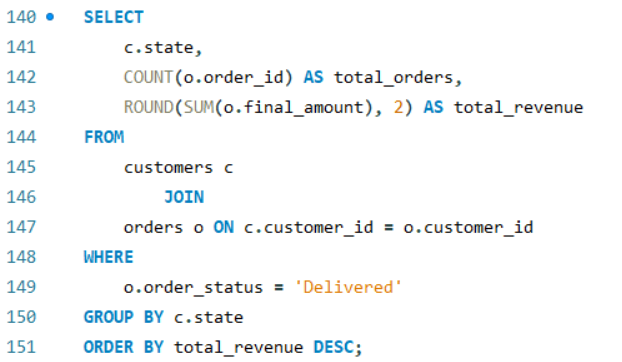 140 SELECT
141 c.state,
142 COUNT(o.order_id) AS total_orders,
143 ROUND(SUM(o.final_amount), 2) AS total_revenue
144 FROM
145 customers c
146 JOIN
147 orders o ON c.customer_id = o.customer_id
148 WHERE
149 o.order_status = 'Delivered'
150 GROUP BY c.state
151 ORDER BY total_revenue DESC;